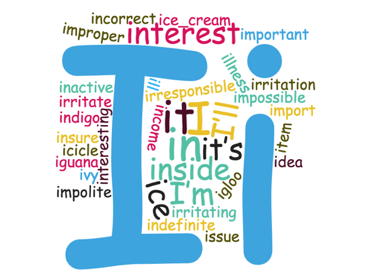 incorrect
ice_cream
improper
interest
important
I
i
inactive
irritate
indigo
insure
icicle
iguana
ivy
impolite
interesting
ill
income
irresponsible
illness
irritation
impossible
import
it
I
I'll
in
it's
inside
I'm
ice
igloo
item
idea
irritating
indefinite
issue